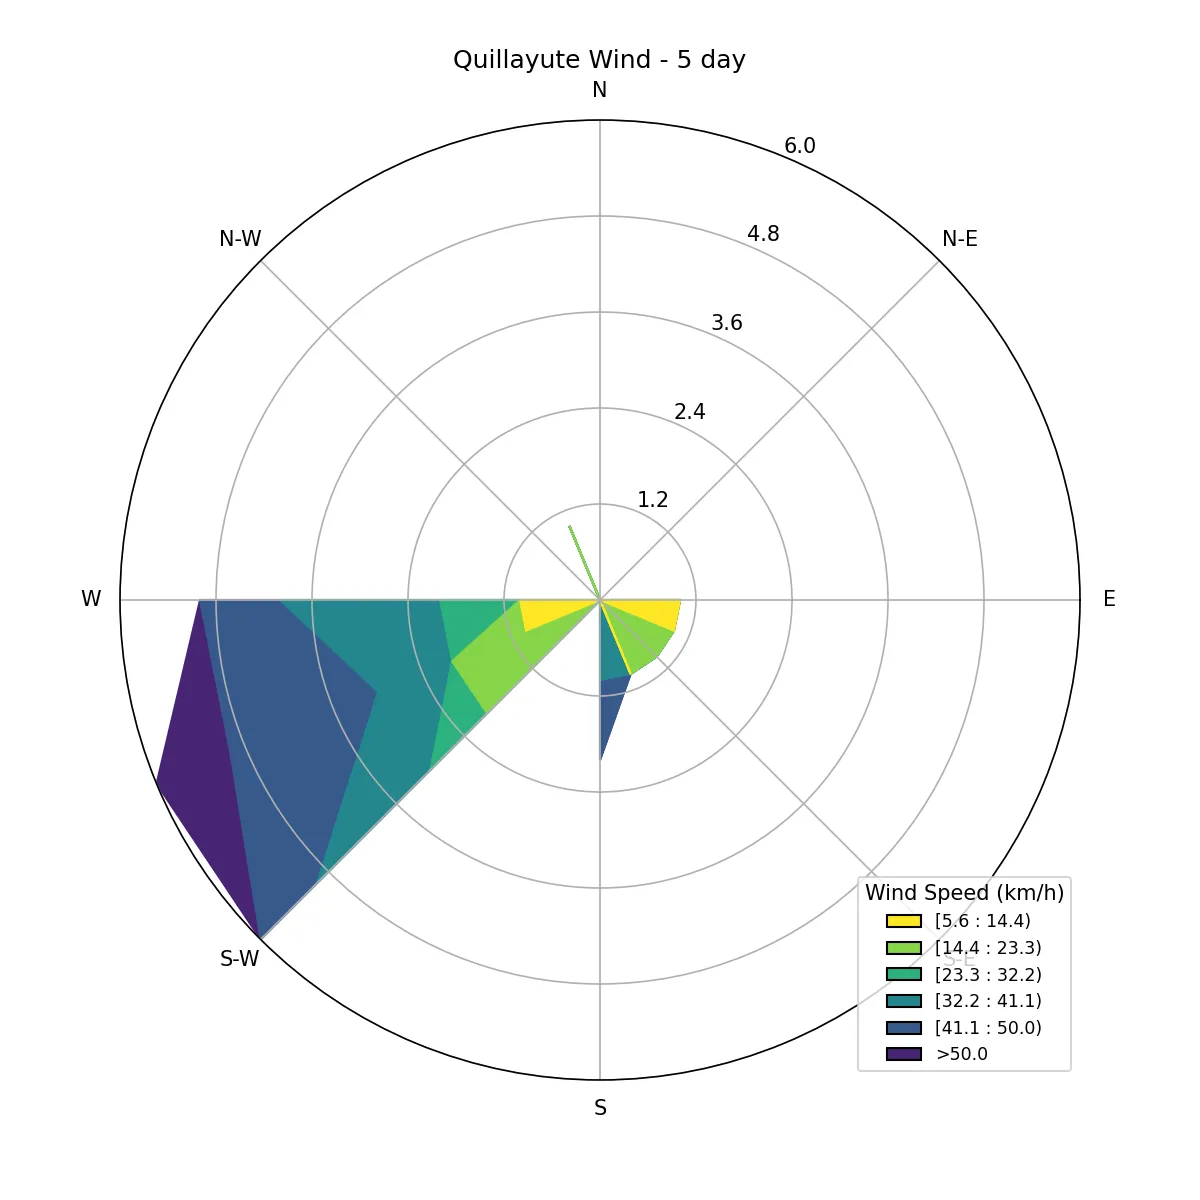 Quillayute Wind - 5 day
N
6.0
4.8
N-W
N-E
3.6
2.4
1.2
W
E
S-W
S-E
Wind Speed (km/h)
[5.6 : 14.4)
[14.4 : 23.3)
[23.3 : 32.2)
[32.2 : 41.1)
[41.1 : 50.0)
>50.0
S